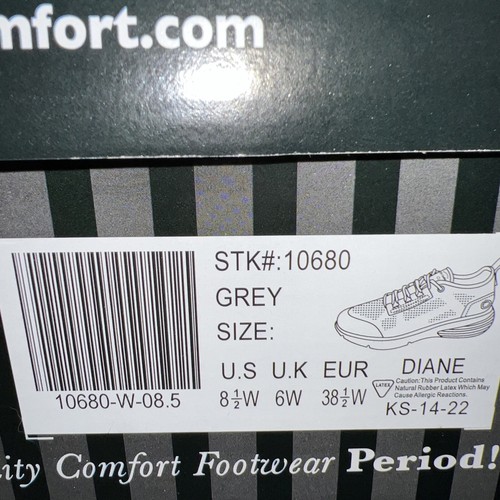 mfort.com
STK#:10680
GREY
SIZE:
U.S U.K EUR
8½W 6W 38½W
10680-W-08.5
DIANE
LATEX
Caution:This Product Contains
Natural Rubber Latex Which May
Cause Allergic Reactions.
KS-14-22
ity Comfort Footwear Period!